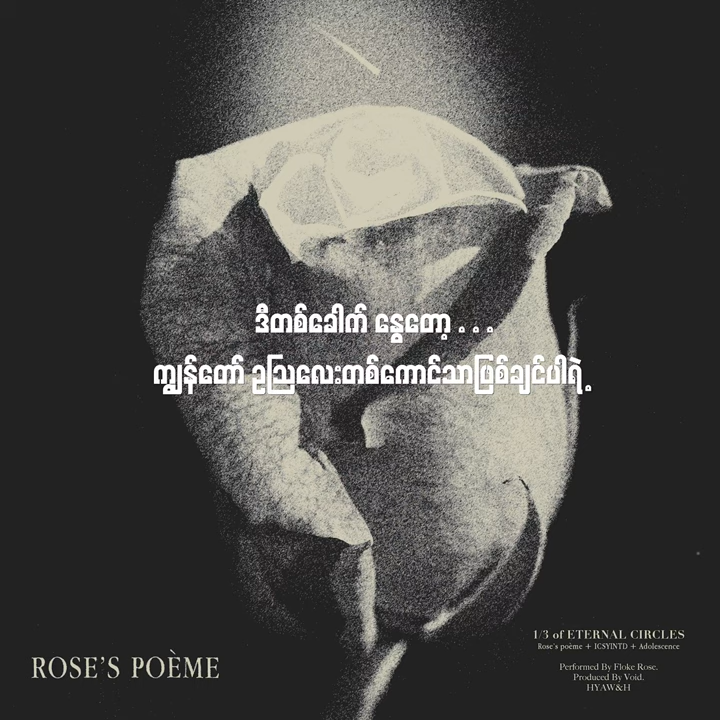 ဒီတစ်ခေါက် နွေတော့ . . .
ကျွန်တော် ဥဩလေးတစ်ကောင်သာဖြစ်ချင်ပါရဲ့
ROSE'S POÈME
1/3 of ETERNAL CIRCLES
Rose's poème + ICSYINTD + Adolescence
Performed By Floke Rose.
Produced By Void.
HYAW&H